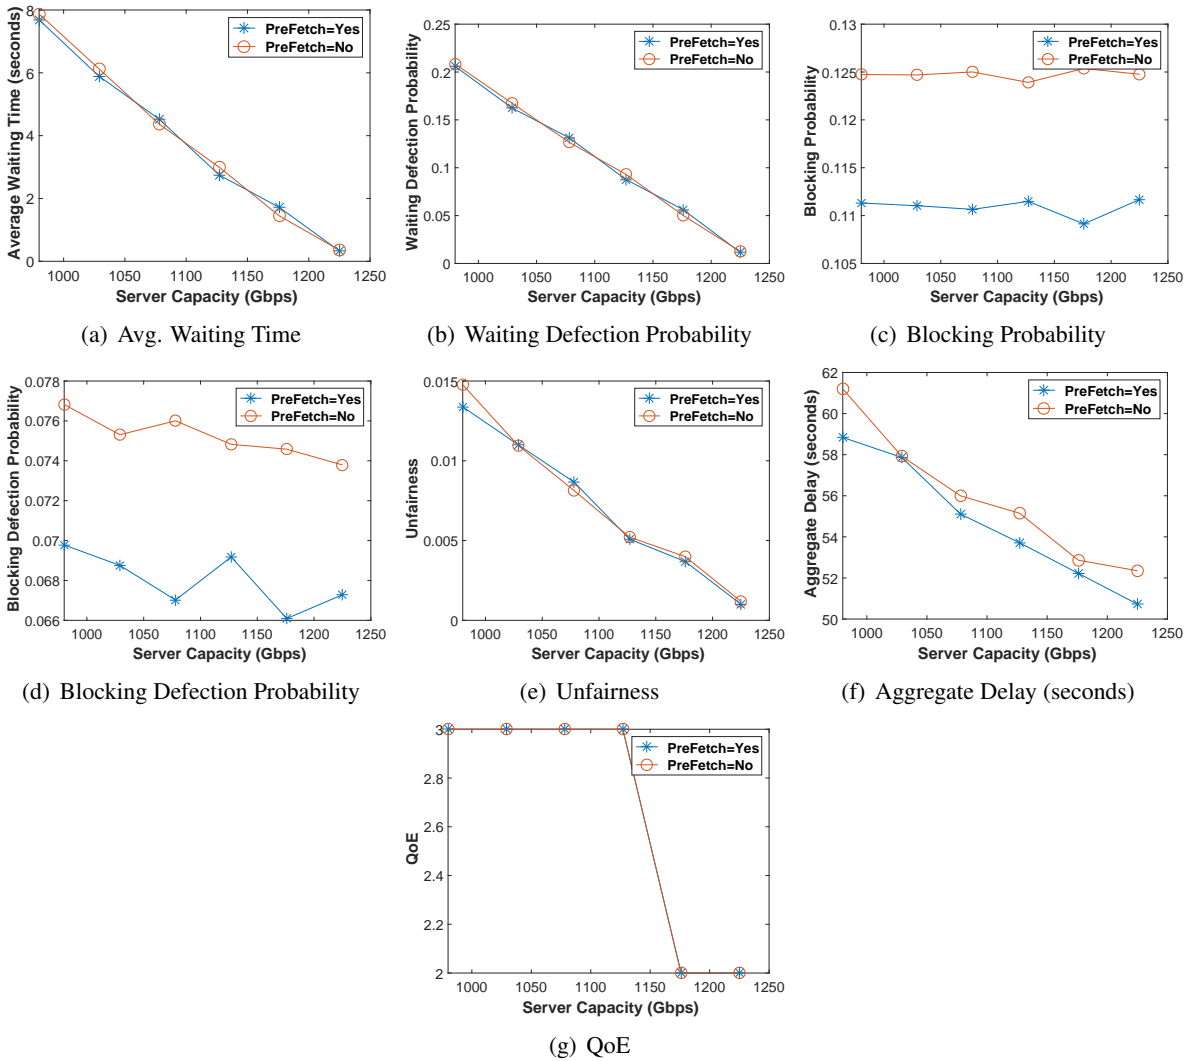 8
6
4
2
0
1000 1050 1100 1150 1200 1250
Average Waiting Time (seconds)
Server Capacity (Gbps)
PreFetch=Yes
PreFetch=No
(a) Avg. Waiting Time
0.25
0.20
0.15
0.1
0.05
0
1000 1050 1100 1150 1200 1250
Waiting Defection Probability
Server Capacity (Gbps)
PreFetch=Yes
PreFetch=No
(b) Waiting Defection Probability
0.13
0.125
0.12
0.115
0.11
0.105
1000 1050 1100 1150 1200 1250
Blocking Probability
Server Capacity (Gbps)
PreFetch=Yes
PreFetch=No
(c) Blocking Probability
0.078
0.076
0.074
0.072
0.07
0.068
0.066
1000 1050 1100 1150 1200 1250
Blocking Defection Probability
Server Capacity (Gbps)
PreFetch=Yes
PreFetch=No
(d) Blocking Defection Probability
0.015
0.01
0.005
0
1000 1050 1100 1150 1200 1250
Unfairness
Server Capacity (Gbps)
PreFetch=Yes
PreFetch=No
(e) Unfairness
62
60
58
56
54
52
50
1000 1050 1100 1150 1200 1250
Aggregate Delay (seconds)
Server Capacity (Gbps)
PreFetch=Yes
PreFetch=No
(f) Aggregate Delay (seconds)
3
2.8
2.6
2.4
2.2
2
1000 1050 1100 1150 1200 1250
QoE
Server Capacity (Gbps)
PreFetch=Yes
PreFetch=No
(g) QoE